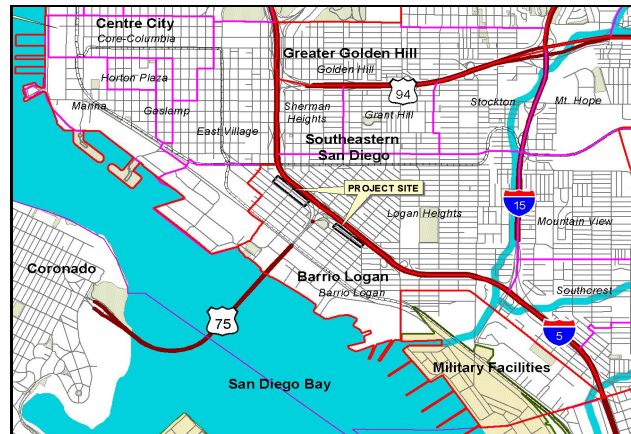 Centre City
Core-Columbia
Greater Golden Hill
Golden Hill
Horton Plaza
94
Marina
Gaslamp
Sherman
Heights
Grant Hill
Stockton
Mt. Hope
East Village
Southeastern
San Diego
PROJECT SITE
15
Logan Heights
Mountain View
Coronado
Barrio Logan
Barrio Logan
Southcrest
75
5
Military Facilities
San Diego Bay